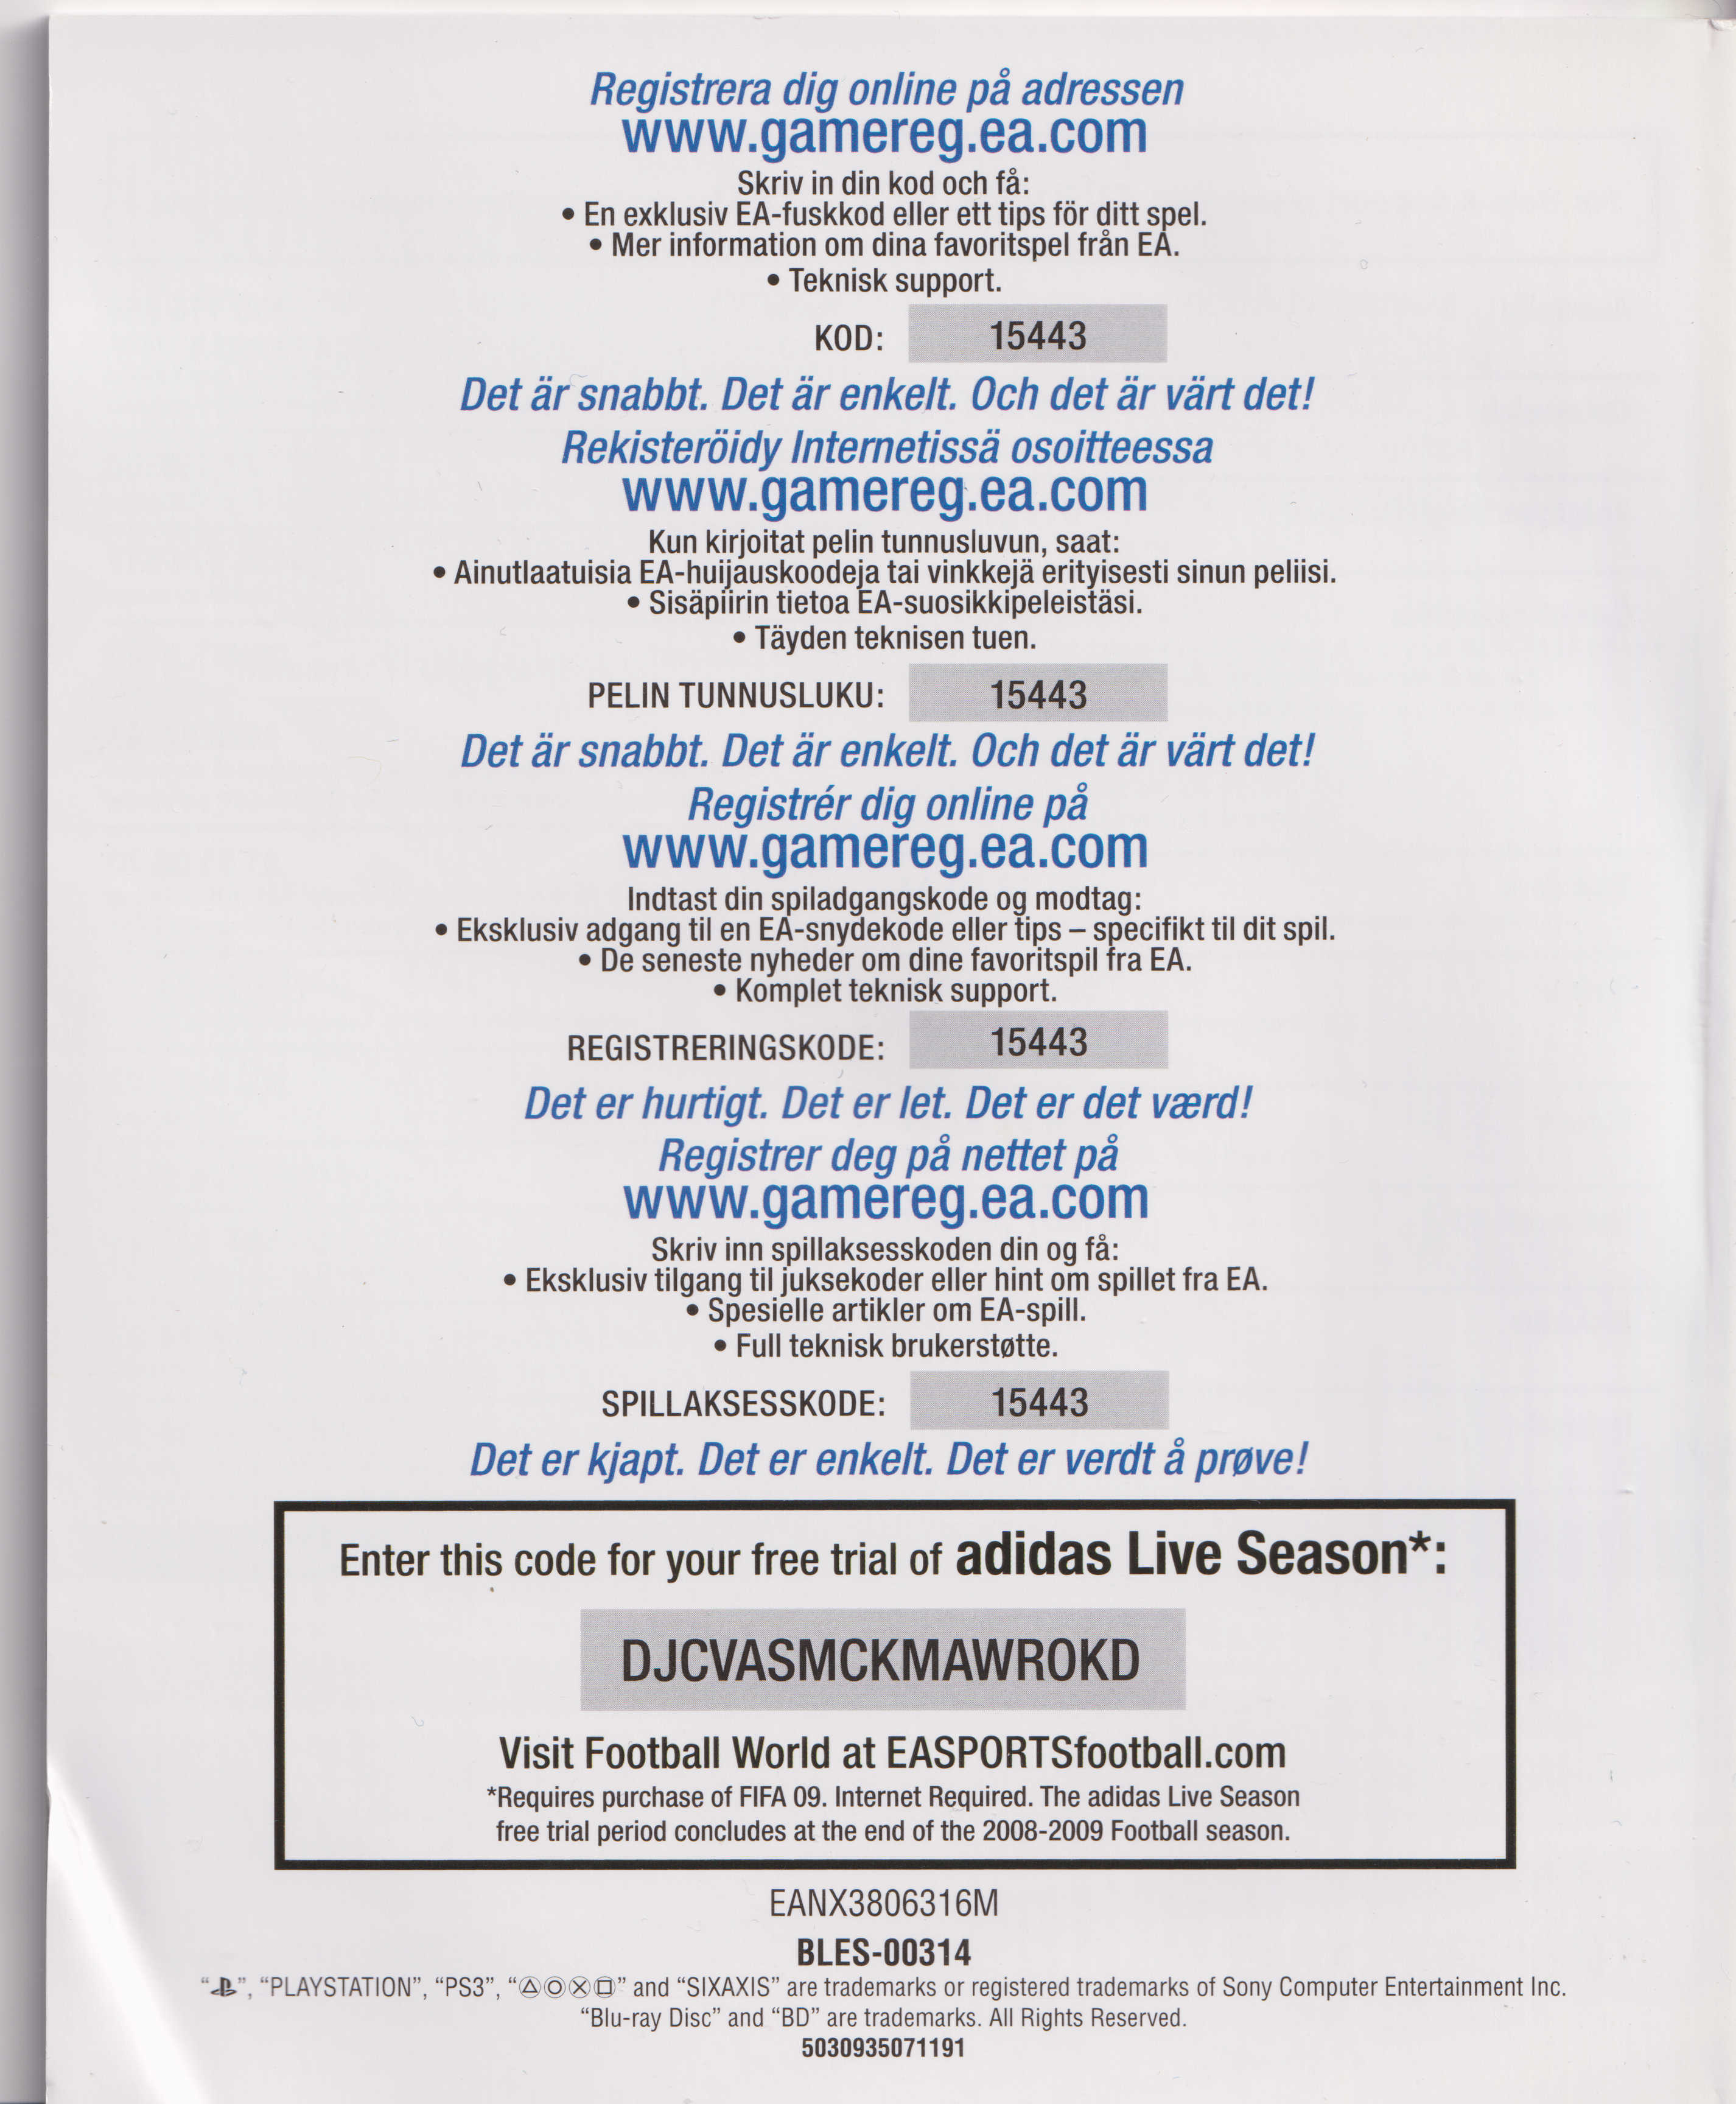 Registrera dig online på adressen
www.gamereg.ea.com
Skriv in din kod och få:
• En exklusiv EA-fuskkod eller ett tips för ditt spel.
• Mer information om dina favoritspel från EA.
• Teknisk support.
KOD: 15443
Det är snabbt. Det är enkelt. Och det är värt det!
Rekisteröidy Internetissä osoitteessa
www.gamereg.ea.com
Kun kirjoitat pelin tunnusluvun, saat:
• Ainutlaatuisia EA-huijauskoodeja tai vinkkejä erityisesti sinun peliisi.
• Sisäpiirin tietoa EA-suosikkipeleistäsi.
• Täyden teknisen tuen.
PELIN TUNNUSLUKU: 15443
Det är snabbt. Det är enkelt. Och det är värt det!
Registrér dig online på
www.gamereg.ea.com
Indtast din spiladgangskode og modtag:
• Eksklusiv adgang til en EA-snydekode eller tips – specifikt til dit spil.
• De seneste nyheder om dine favoritspil fra EA.
• Komplet teknisk support.
REGISTRERINGSKODE: 15443
Det er hurtigt. Det er let. Det er det værd!
Registrer deg på nettet på
www.gamereg.ea.com
Skriv inn spillaksesskoden din og få:
• Eksklusiv tilgang til juksekoder eller hint om spillet fra EA.
• Spesielle artikler om EA-spill.
• Full teknisk brukerstøtte.
SPILLAKSESSKODE: 15443
Det er kjapt. Det er enkelt. Det er verdt å prøve!
Enter this code for your free trial of adidas Live Season*:
DJCVASMCKMAWROKD
Visit Football World at EASPORTSfootball.com
*Requires purchase of FIFA 09. Internet Required. The adidas Live Season
free trial period concludes at the end of the 2008-2009 Football season.
EANX3806316M
BLES-00314
“ ”, “PLAYSTATION”, “PS3”, “△○✕□” and “SIXAXIS” are trademarks or registered trademarks of Sony Computer Entertainment Inc.
“Blu-ray Disc” and “BD” are trademarks. All Rights Reserved.
5030935071191